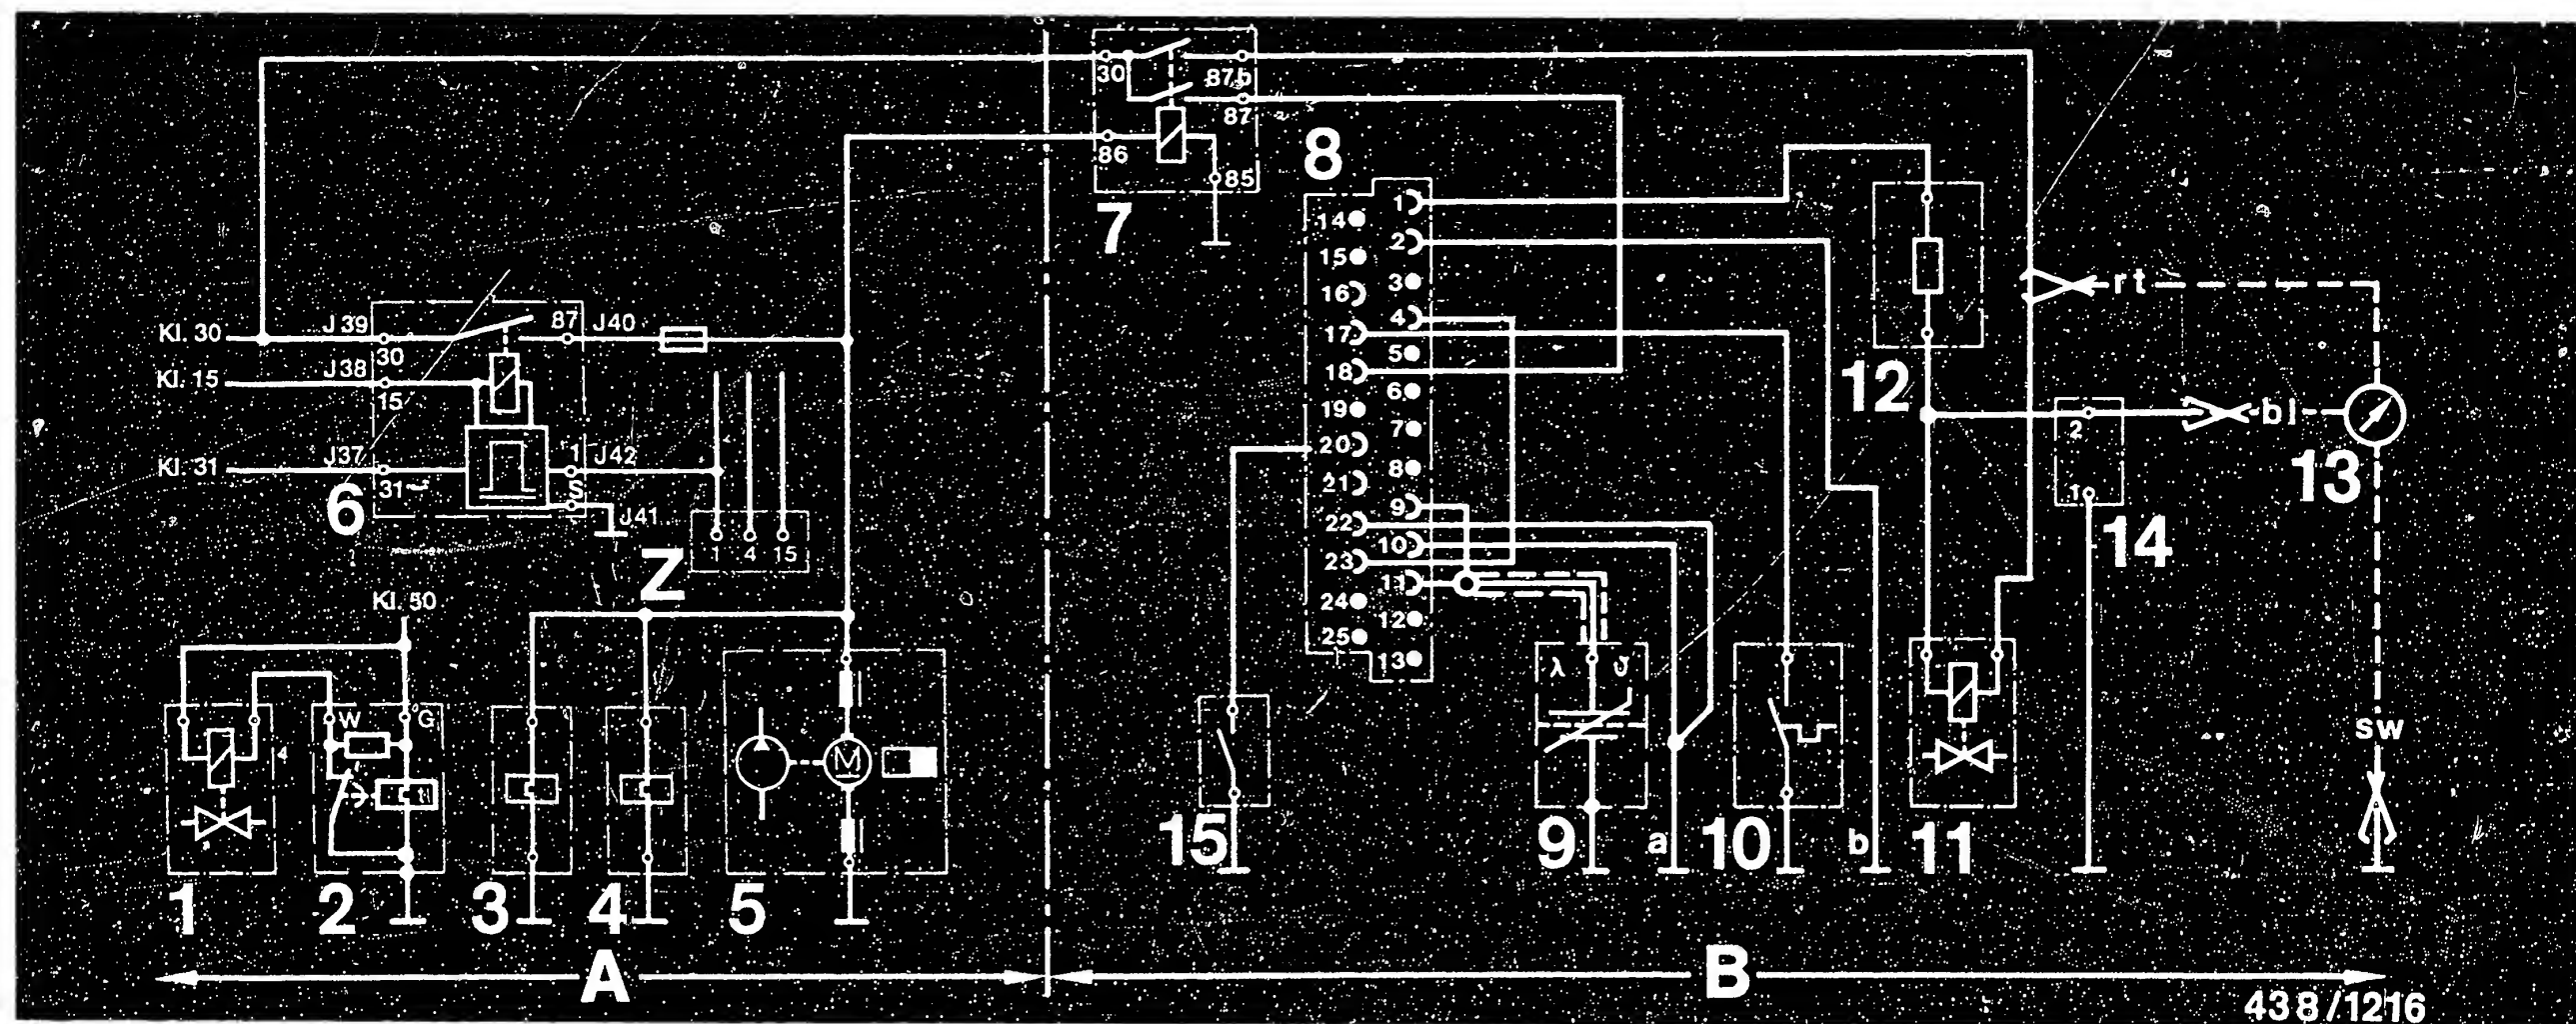 30
87b
87
86
85
7
8
1
14
2
15
3
16
4
17
5
18
6
19
7
20
8
21
9
22
10
23
11
24
12
25
13
Kl. 30
J39
30
87
J40
Kl. 15
J38
15
Kl. 31
J37
31
1
J42
S
J41
6
Z
1
4
15
Kl. 50
W
G
4
M
λ
ϑ
rt
12
bl
13
2
1
14
sw
15
9
a
10
b
11
1
2
3
4
5
A
B
438/1216